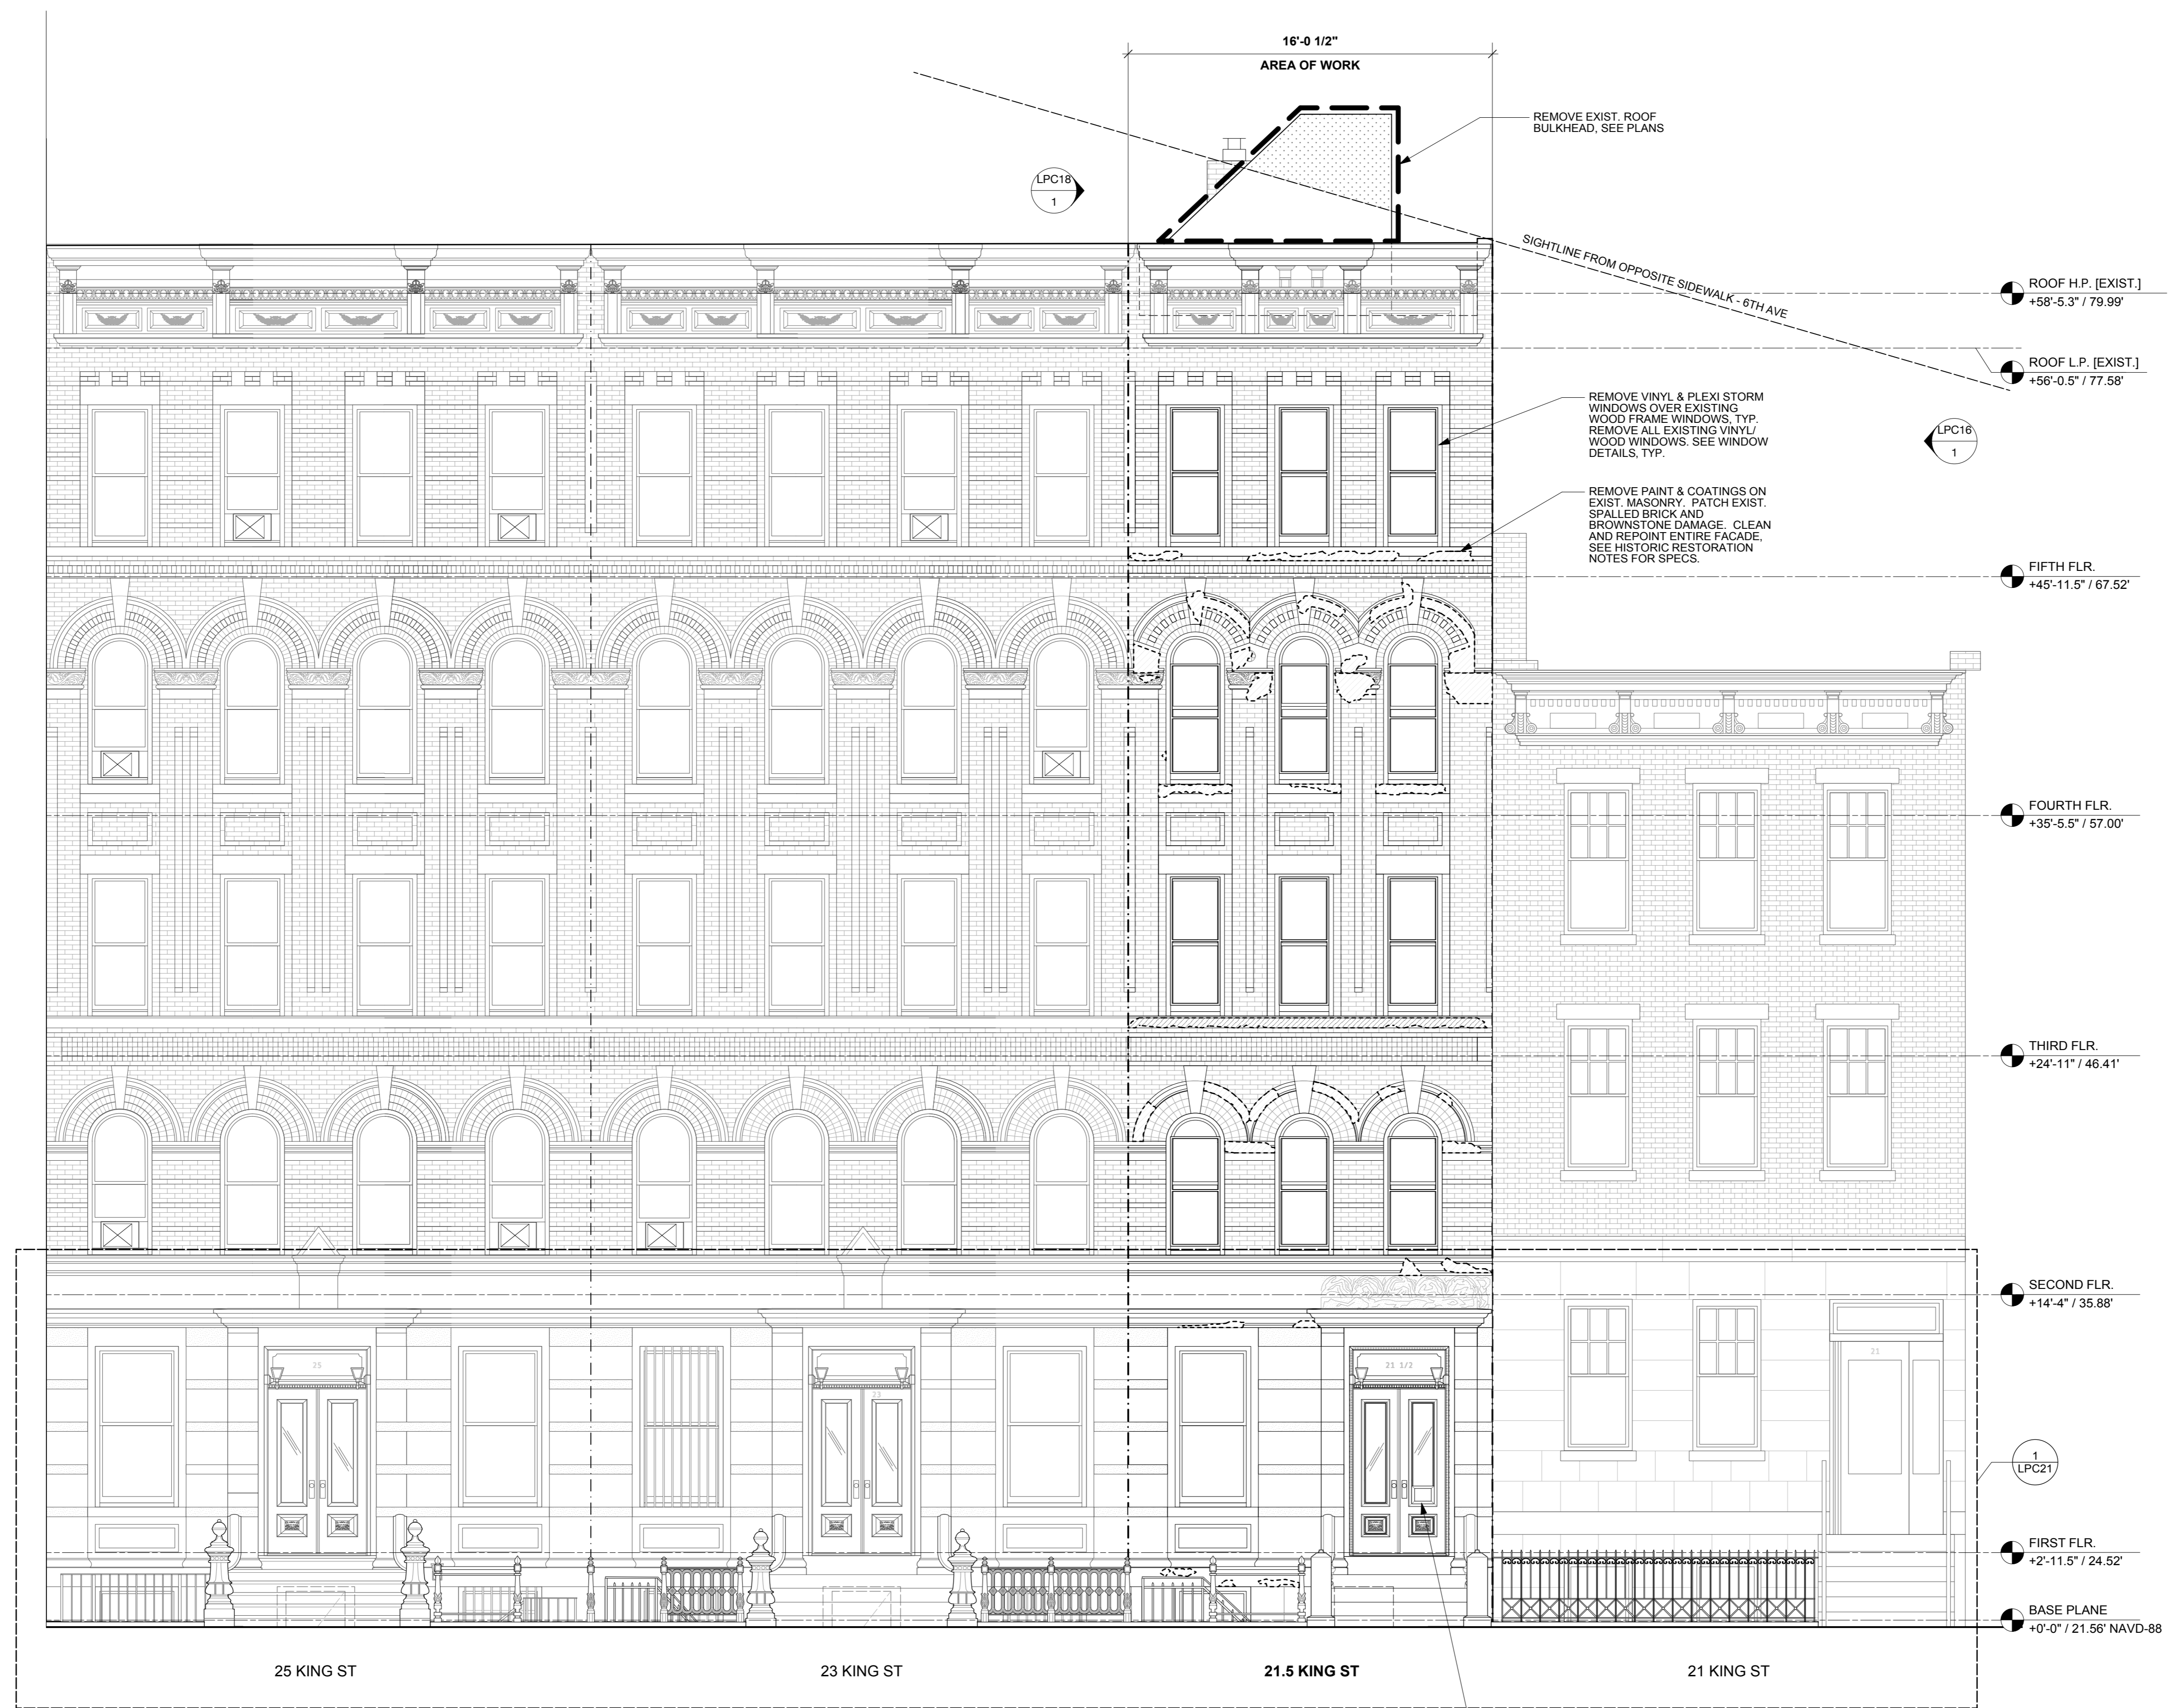 16'-0 1/2"
AREA OF WORK
REMOVE EXIST. ROOF
BULKHEAD, SEE PLANS
LPC18
1
SIGHTLINE FROM OPPOSITE SIDEWALK - 6TH AVE
ROOF H.P. [EXIST.]
+58'-5.3" / 79.99'
ROOF L.P. [EXIST.]
+56'-0.5" / 77.58'
REMOVE VINYL & PLEXI STORM
WINDOWS OVER EXISTING
WOOD FRAME WINDOWS, TYP.
REMOVE ALL EXISTING VINYL/
WOOD WINDOWS. SEE WINDOW
DETAILS, TYP.
LPC16
1
REMOVE PAINT & COATINGS ON
EXIST. MASONRY. PATCH EXIST.
SPALLED BRICK AND
BROWNSTONE DAMAGE. CLEAN
AND REPOINT ENTIRE FACADE,
SEE HISTORIC RESTORATION
NOTES FOR SPECS.
FIFTH FLR.
+45'-11.5" / 67.52'
FOURTH FLR.
+35'-5.5" / 57.00'
THIRD FLR.
+24'-11" / 46.41'
SECOND FLR.
+14'-4" / 35.88'
25
23
21 1/2
21
1
LPC21
FIRST FLR.
+2'-11.5" / 24.52'
BASE PLANE
+0'-0" / 21.56' NAVD-88
25 KING ST
23 KING ST
21.5 KING ST
21 KING ST